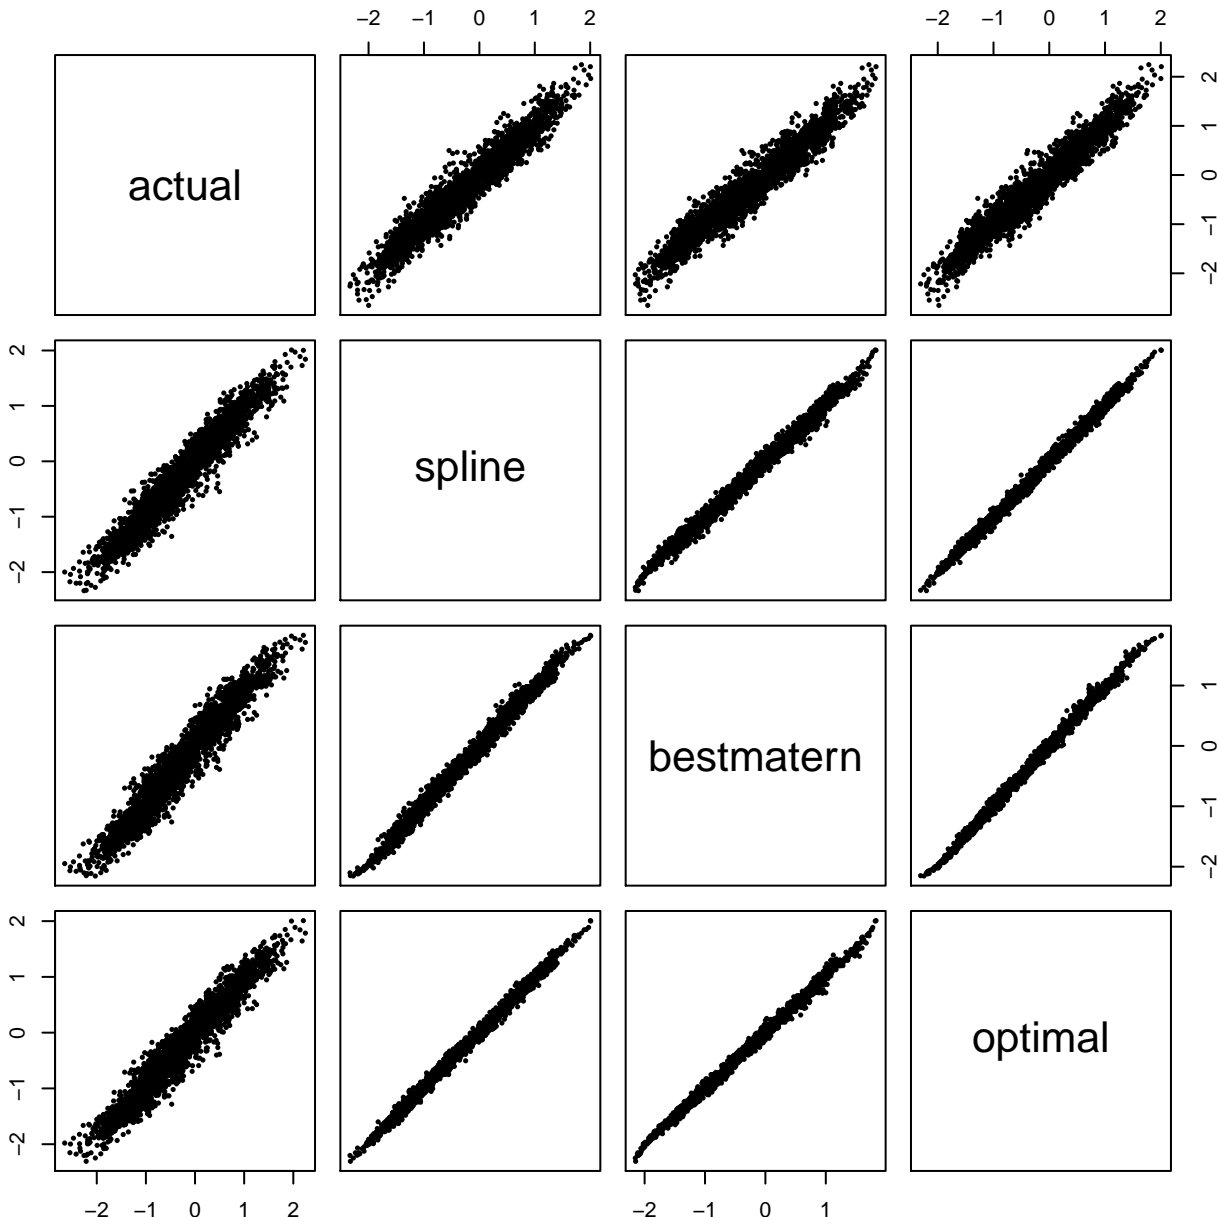 −2 −1 0 1 2 −2 −1 0 1 2
actual
−2 −1 0 1 2
−2 −1 0 1 2
spline
bestmatern
−2 −1 0 1
−2 −1 0 1 2
optimal
−2 −1 0 1 2 −2 −1 0 1